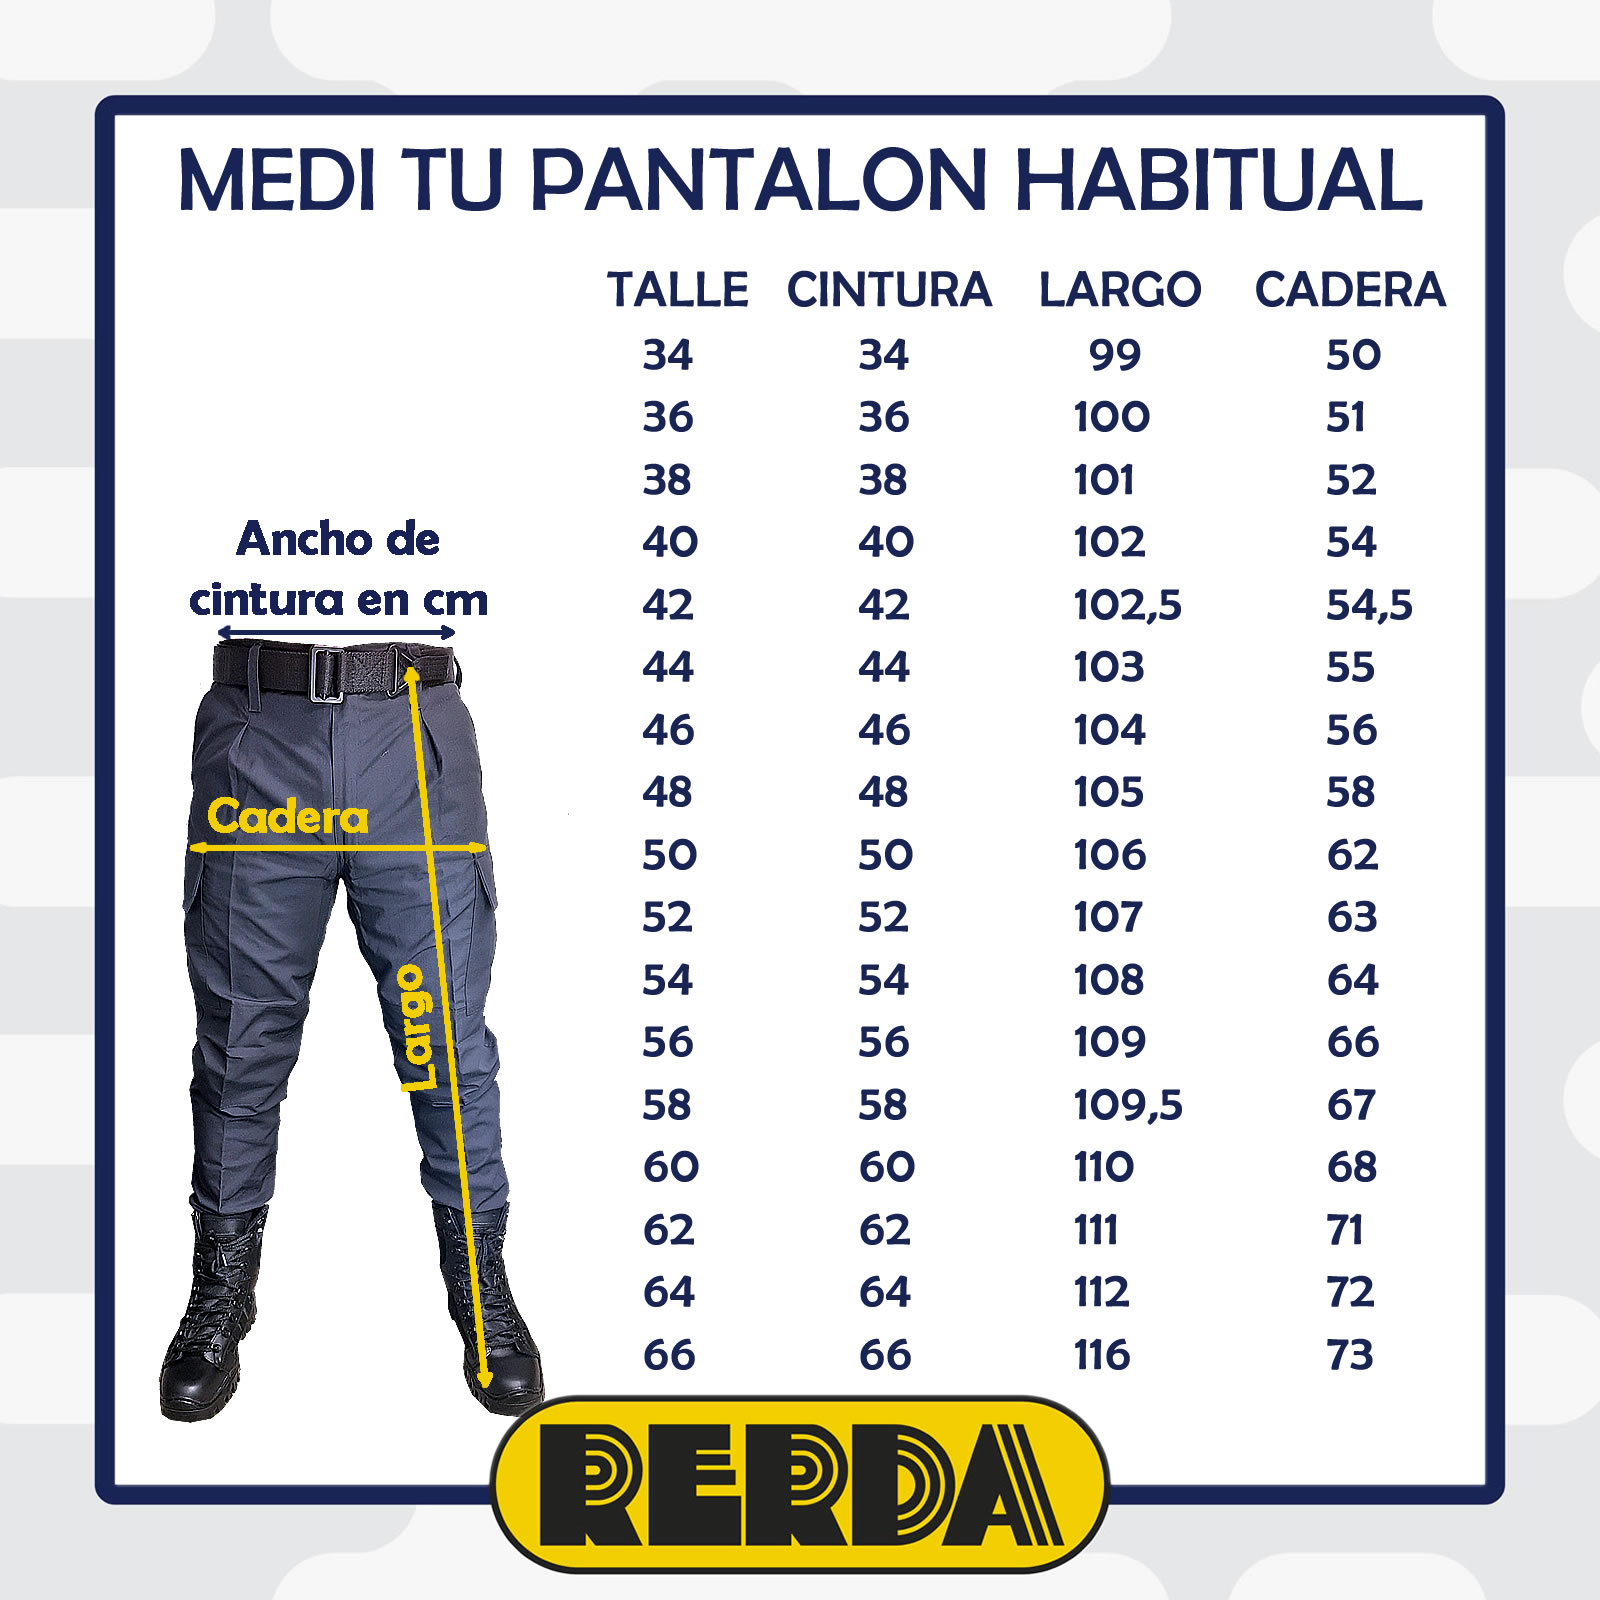 MEDI TU PANTALON HABITUAL
TALLE CINTURA LARGO CADERA
34 34 99 50
36 36 100 51
38 38 101 52
40 40 102 54
42 42 102,5 54,5
44 44 103 55
46 46 104 56
48 48 105 58
50 50 106 62
52 52 107 63
54 54 108 64
56 56 109 66
58 58 109,5 67
60 60 110 68
62 62 111 71
64 64 112 72
66 66 116 73
Ancho de
cintura en cm
Cadera
Largo
RERDA